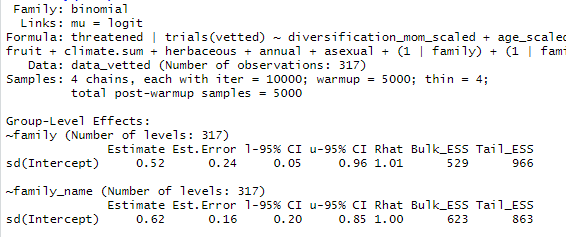 Family: binomial
Links: mu = logit
Formula: threatened | trials(vetted) ~ diversification_mom_scaled + age_scaled
fruit + climate.sum + herbaceous + annual + asexual + (1 | family) + (1 | fami
Data: data_vetted (Number of observations: 317)
Samples: 4 chains, each with iter = 10000; warmup = 5000; thin = 4;
total post-warmup samples = 5000
Group-Level Effects:
~family (Number of levels: 317)
Estimate Est.Error l-95% CI u-95% CI Rhat Bulk_ESS Tail_ESS
sd(Intercept) 0.52 0.24 0.05 0.96 1.01 529 966
~family_name (Number of levels: 317)
Estimate Est.Error l-95% CI u-95% CI Rhat Bulk_ESS Tail_ESS
sd(Intercept) 0.62 0.16 0.20 0.85 1.00 623 863